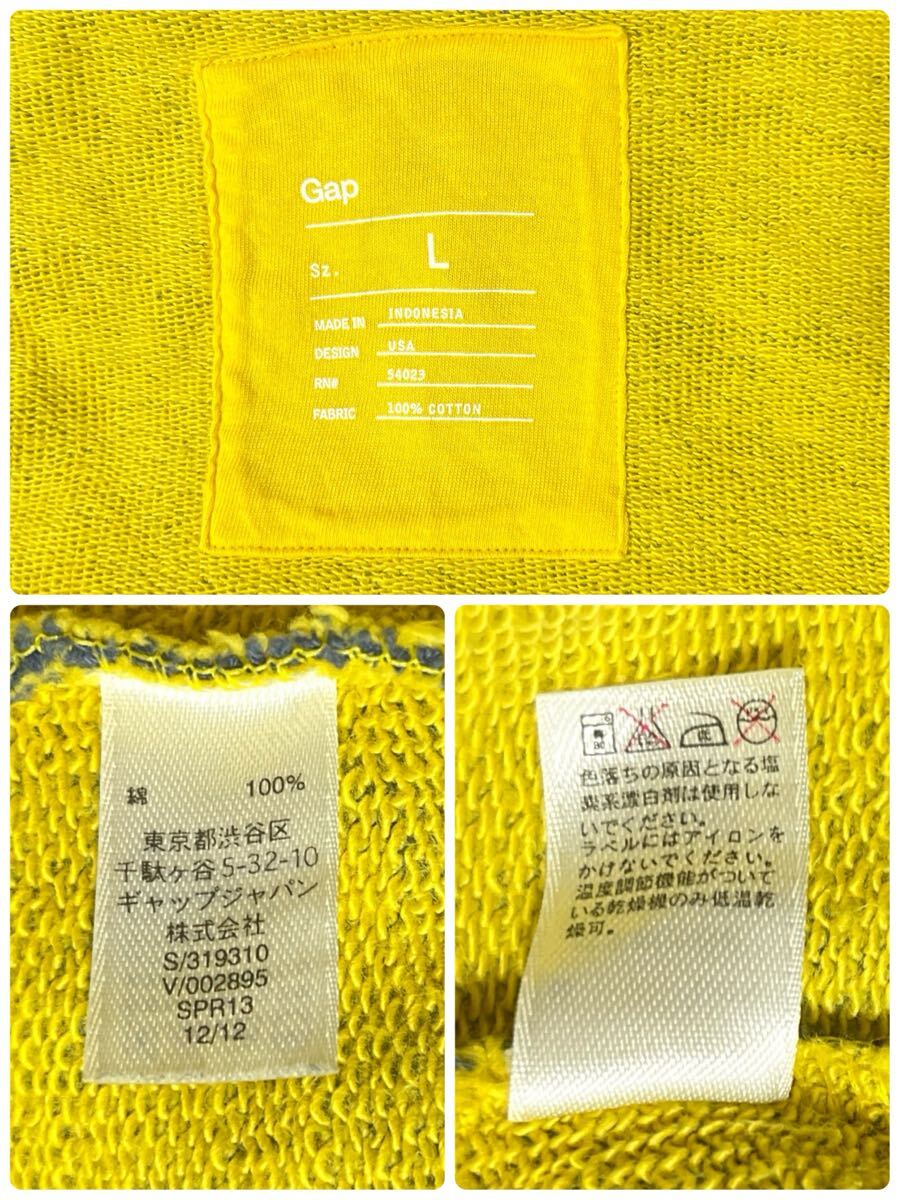 Gap
Sz. L
MADE IN INDONESIA
DESIGN USA
RN# 54023
FABRIC 100% COTTON
綿 100%
東京都渋谷区
千駄ヶ谷5-32-10
ギャップジャパン
株式会社
S/319310
V/002895
SPR13
12/12
色落ちの原因となる塩
素系漂白剤は使用しな
いでください。
ラベルにはアイロンを
かけないでください。
温度調節機能がついて
いる乾燥機のみ低温乾
燥可。